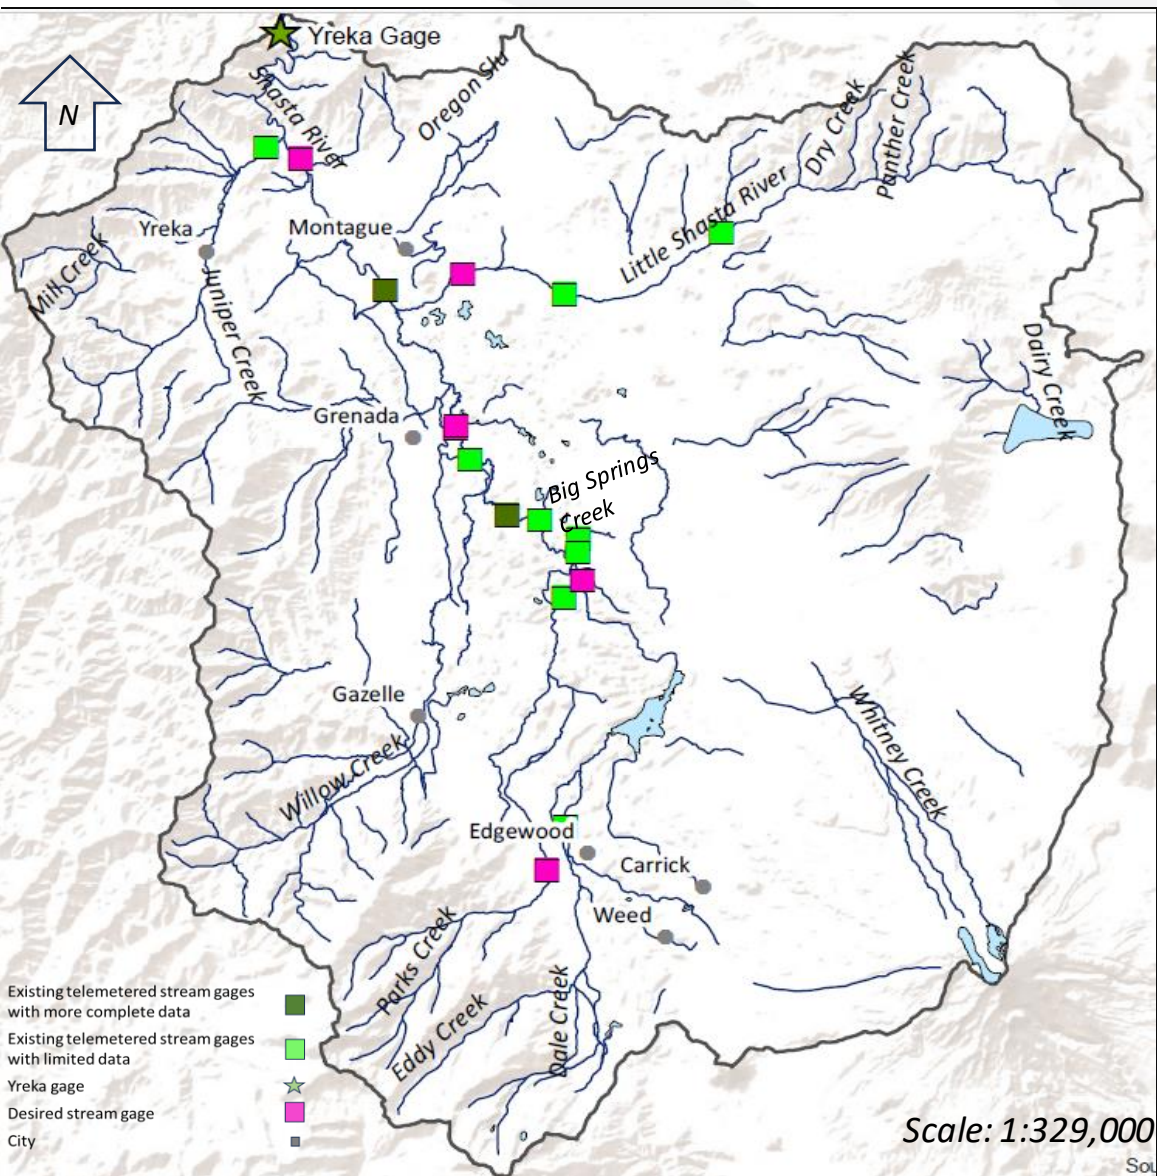 Yreka Gage
N
Shasta River
Oregon Slu
Dry Creek
Panther Creek
Yreka
Montague
Little Shasta River
Mill Creek
Juniper Creek
Dairy Creek
Grenada
Big Springs
Creek
Gazelle
Willow Creek
Whitney Creek
Edgewood
Carrick
Weed
Parks Creek
Eddy Creek
Dale Creek
Existing telemetered stream gages
with more complete data
Existing telemetered stream gages
with limited data
Yreka gage
Desired stream gage
City
Scale: 1:329,000
Sou